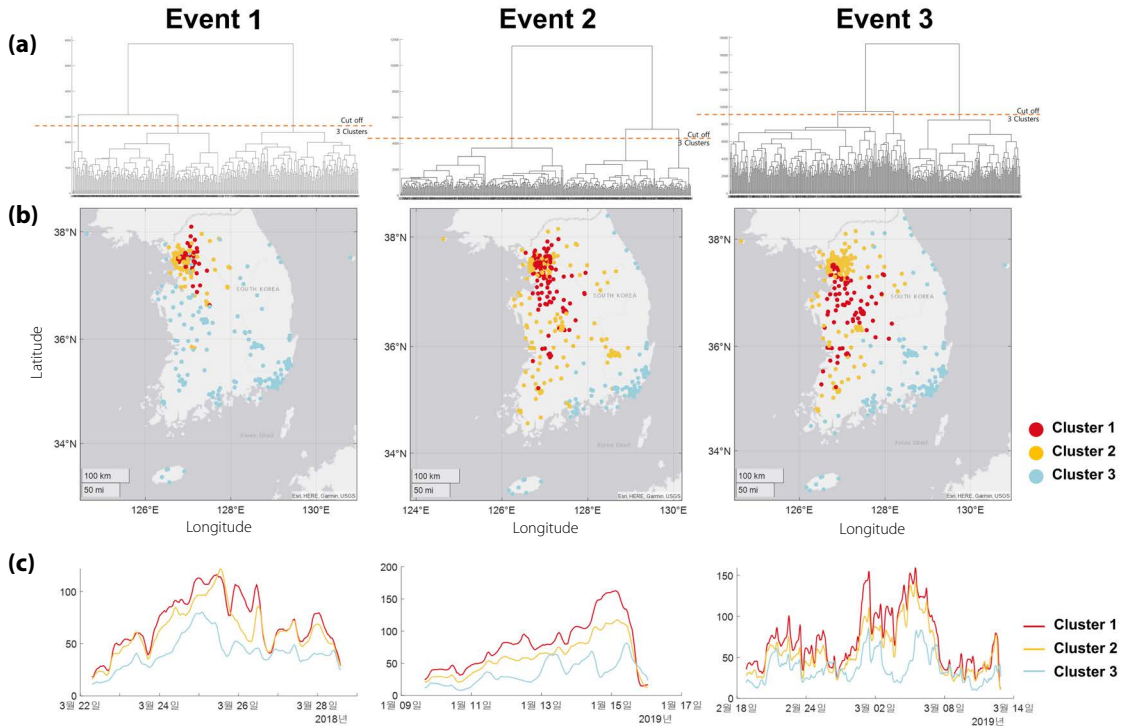 Event 1
Event 2
Event 3
(a)
Cut off
3 Clusters
Cut off
3 Clusters
Cut off
3 Clusters
(b)
38°N
36°N
34°N
Latitude
SOUTH KOREA
100 km
50 mi
Esri, HERE, Garmin, USGS
126°E 128°E 130°E
Longitude
SOUTH KOREA
100 km
50 mi
Esri, HERE, Garmin, USGS
124°E 126°E 128°E 130°E
Longitude
38°N
36°N
34°N
SOUTH KOREA
100 km
50 mi
Esri, HERE, Garmin, USGS
126°E 128°E 130°E
Longitude
Cluster 1
Cluster 2
Cluster 3
(c)
100
50
0
3월 22일 3월 24일 3월 26일 3월 28일
2018년
200
150
100
50
0
1월 09일 1월 11일 1월 13일 1월 15일 1월 17일
2019년
150
100
50
0
2월 18일 2월 24일 3월 02일 3월 08일 3월 14일
2019년
Cluster 1
Cluster 2
Cluster 3